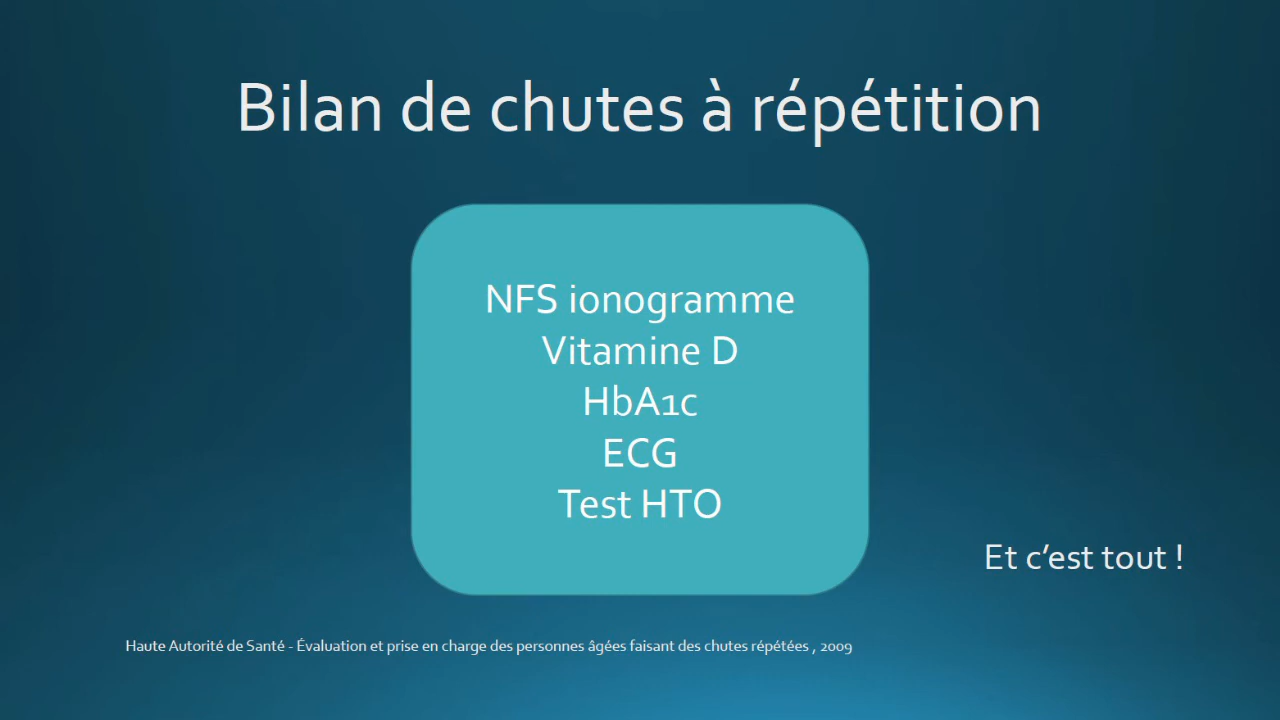 Bilan de chutes à répétition
NFS ionogramme
Vitamine D
HbA1c
ECG
Test HTO
Et c’est tout !
Haute Autorité de Santé - Évaluation et prise en charge des personnes âgées faisant des chutes répétées , 2009